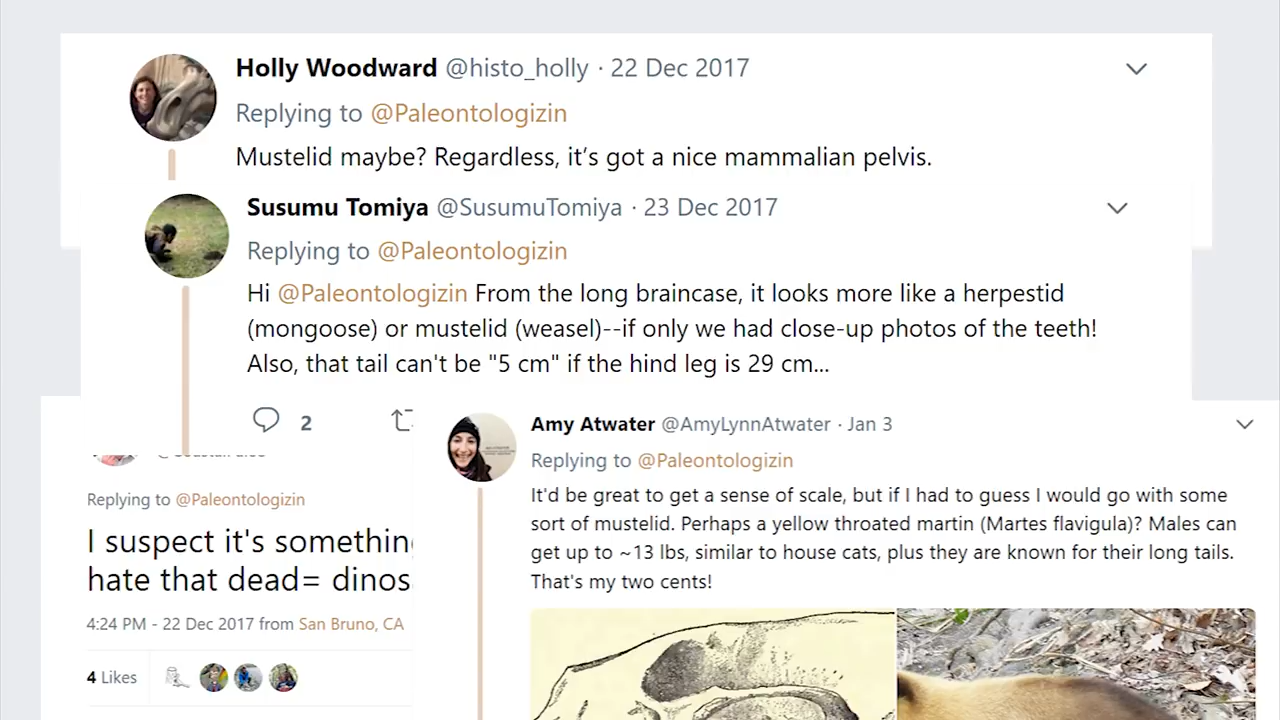 Holly Woodward @histo_holly · 22 Dec 2017
Replying to @Paleontologizin
Mustelid maybe? Regardless, it’s got a nice mammalian pelvis.
Susumu Tomiya @SusumuTomiya · 23 Dec 2017
Replying to @Paleontologizin
Hi @Paleontologizin From the long braincase, it looks more like a herpestid
(mongoose) or mustelid (weasel)--if only we had close-up photos of the teeth!
Also, that tail can't be "5 cm" if the hind leg is 29 cm...
2
Replying to @Paleontologizin
I suspect it's something
hate that dead= dinos
4:24 PM - 22 Dec 2017 from San Bruno, CA
4 Likes
Amy Atwater @AmyLynnAtwater · Jan 3
Replying to @Paleontologizin
It'd be great to get a sense of scale, but if I had to guess I would go with some
sort of mustelid. Perhaps a yellow throated martin (Martes flavigula)? Males can
get up to ~13 lbs, similar to house cats, plus they are known for their long tails.
That's my two cents!